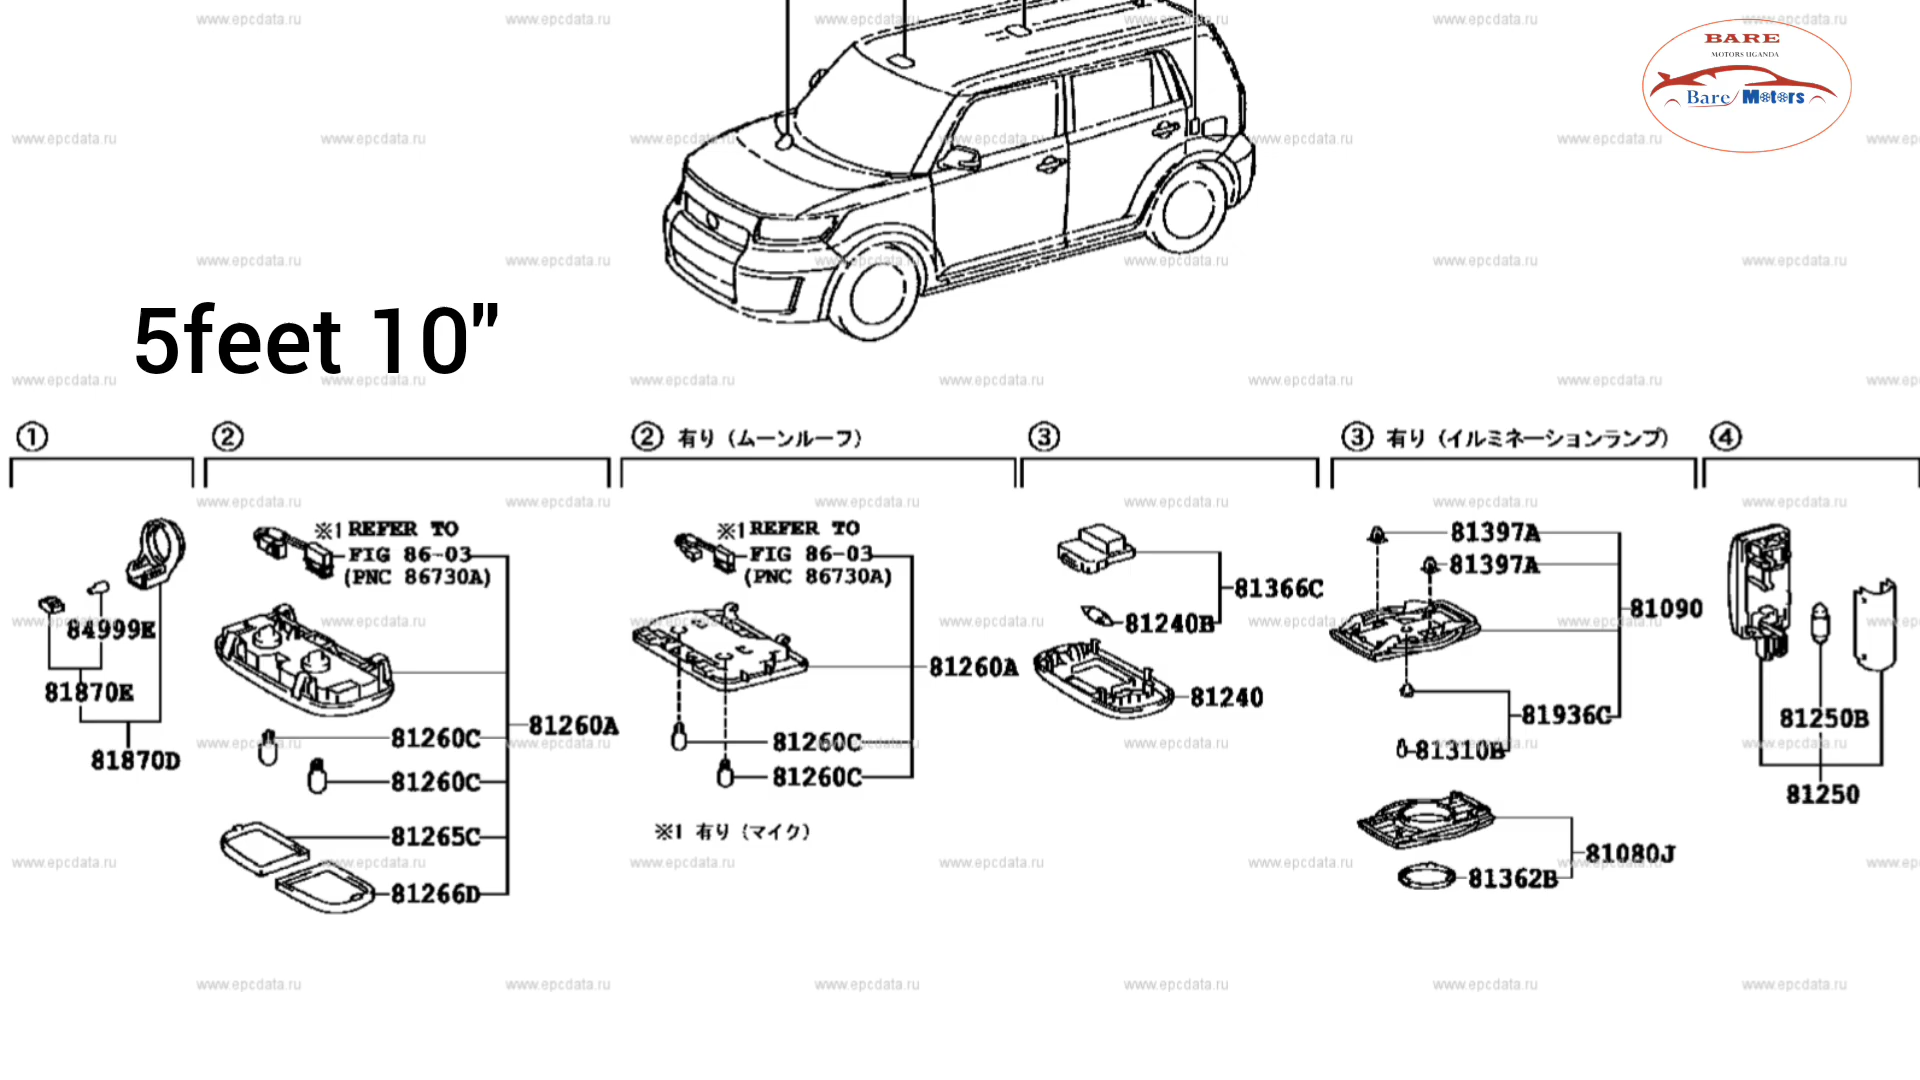 BARE
MOTORS UGANDA
Bare Motors
5feet 10"
① ② ② 有り (ムーンルーフ) ③ ③ 有り (イルミネーションランプ) ④
※1 REFER TO
FIG 86-03
(PNC 86730A)
84999E
81870E
81870D
81260C
81260C
81260A
81265C
81266D
※1 REFER TO
FIG 86-03
(PNC 86730A)
81260A
81260C
81260C
※1 有り (マイク)
81366C
81240B
81240
81397A
81397A
81090
81936C
81310B
81080J
81362B
81250B
81250
www.epcdata.ru